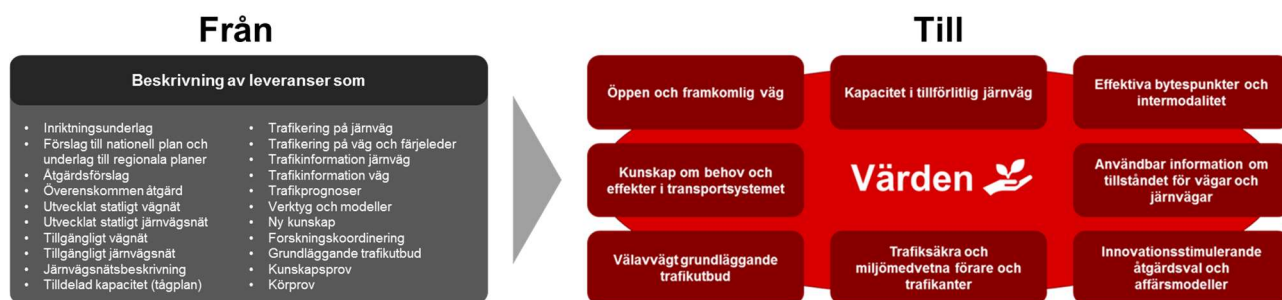 Från
Beskrivning av leveranser som
• Inriktningsunderlag
• Förslag till nationell plan och
underlag till regionala planer
• Åtgärdsförslag
• Överenskommen åtgärd
• Utvecklat statligt vägnät
• Utvecklat statligt järnvägsnät
• Tillgängligt vägnät
• Tillgängligt järnvägsnät
• Järnvägsnätsbeskrivning
• Tilldelad kapacitet (tågplan)
• Trafikering på järnväg
• Trafikering på väg och färjeleder
• Trafikinformation järnväg
• Trafikinformation väg
• Trafikprognoser
• Verktyg och modeller
• Ny kunskap
• Forskningskoordinering
• Grundläggande trafikutbud
• Kunskapsprov
• Körprov
Till
Öppen och framkomlig väg
Kapacitet i tillförlitlig järnväg
Effektiva bytespunkter och
intermodalitet
Kunskap om behov och
effekter i transportsystemet
Värden
Användbar information om
tillståndet för vägar och
järnvägar
Välavvägt grundläggande
trafikutbud
Trafiksäkra och
miljömedvetna förare och
trafikanter
Innovationsstimulerande
åtgärdsval och
affärsmodeller